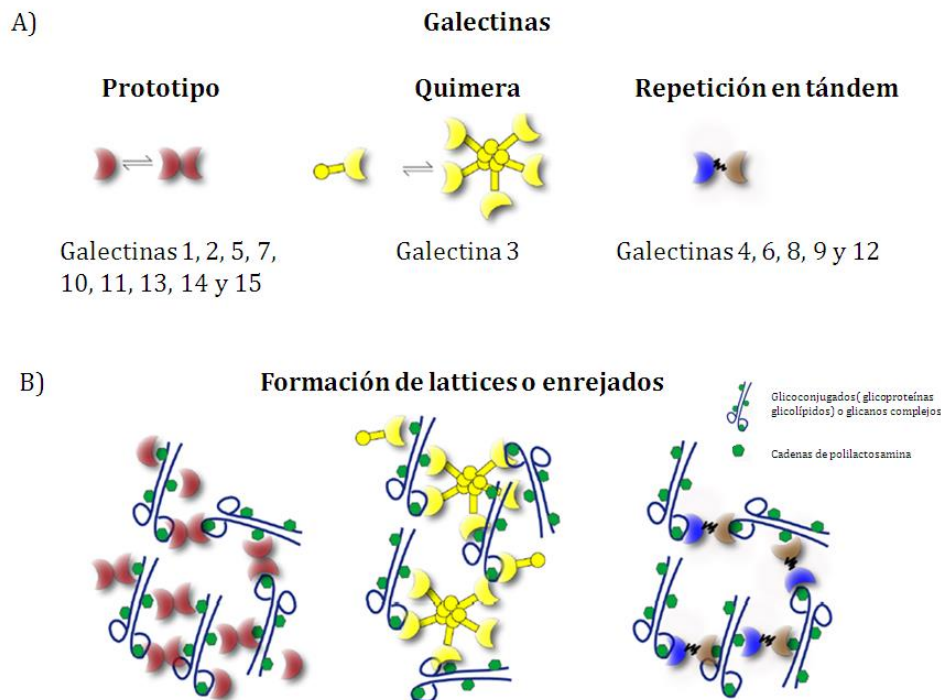 A)
Galectinas
Prototipo
Quimera
Repetición en tándem
Galectinas 1, 2, 5, 7,
10, 11, 13, 14 y 15
Galectina 3
Galectinas 4, 6, 8, 9 y 12
B)
Formación de lattices o enrejados
Glicoconjugados( glicoproteínas
glicolípidos) o glicanos complejos
Cadenas de polilactosamina